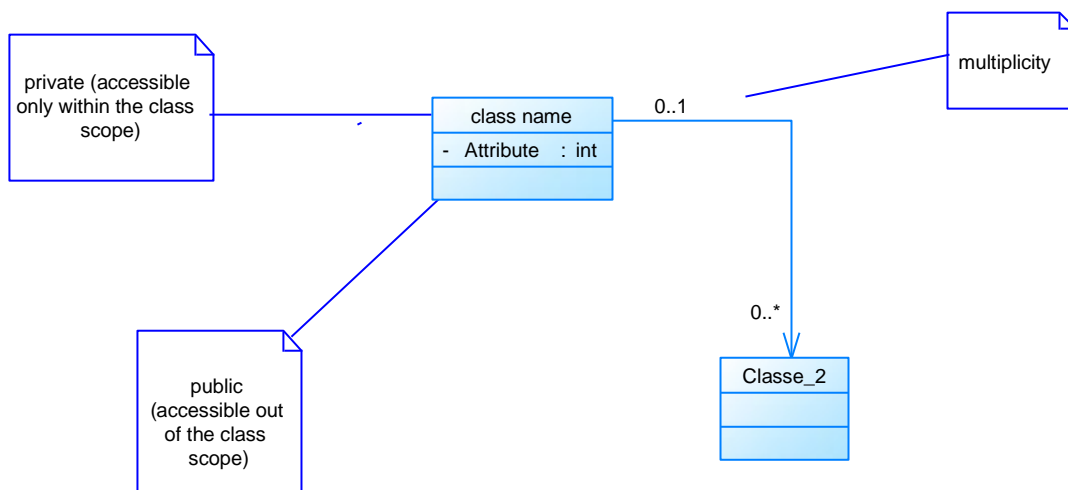 private (accessible
only within the class
scope)
class name
- Attribute : int
0..1
multiplicity
0..*
Classe_2
public
(accessible out
of the class
scope)